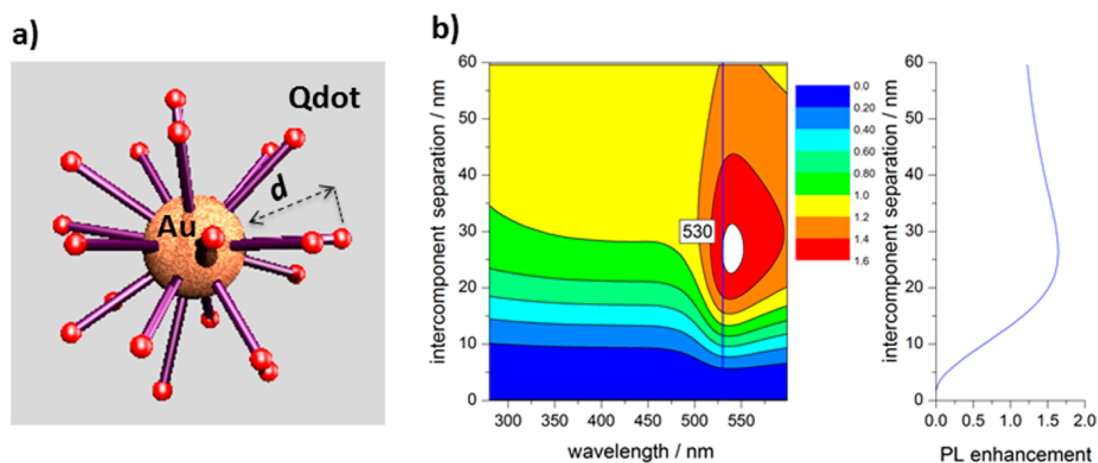 a)
Qdot
d
Au
b)
intercomponent separation / nm
60
50
40
30
20
10
0
530
300 350 400 450 500 550
wavelength / nm
0.0
0.20
0.40
0.60
0.80
1.0
1.2
1.4
1.6
intercomponent separation / nm
60
50
40
30
20
10
0
0.0 0.5 1.0 1.5 2.0
PL enhancement